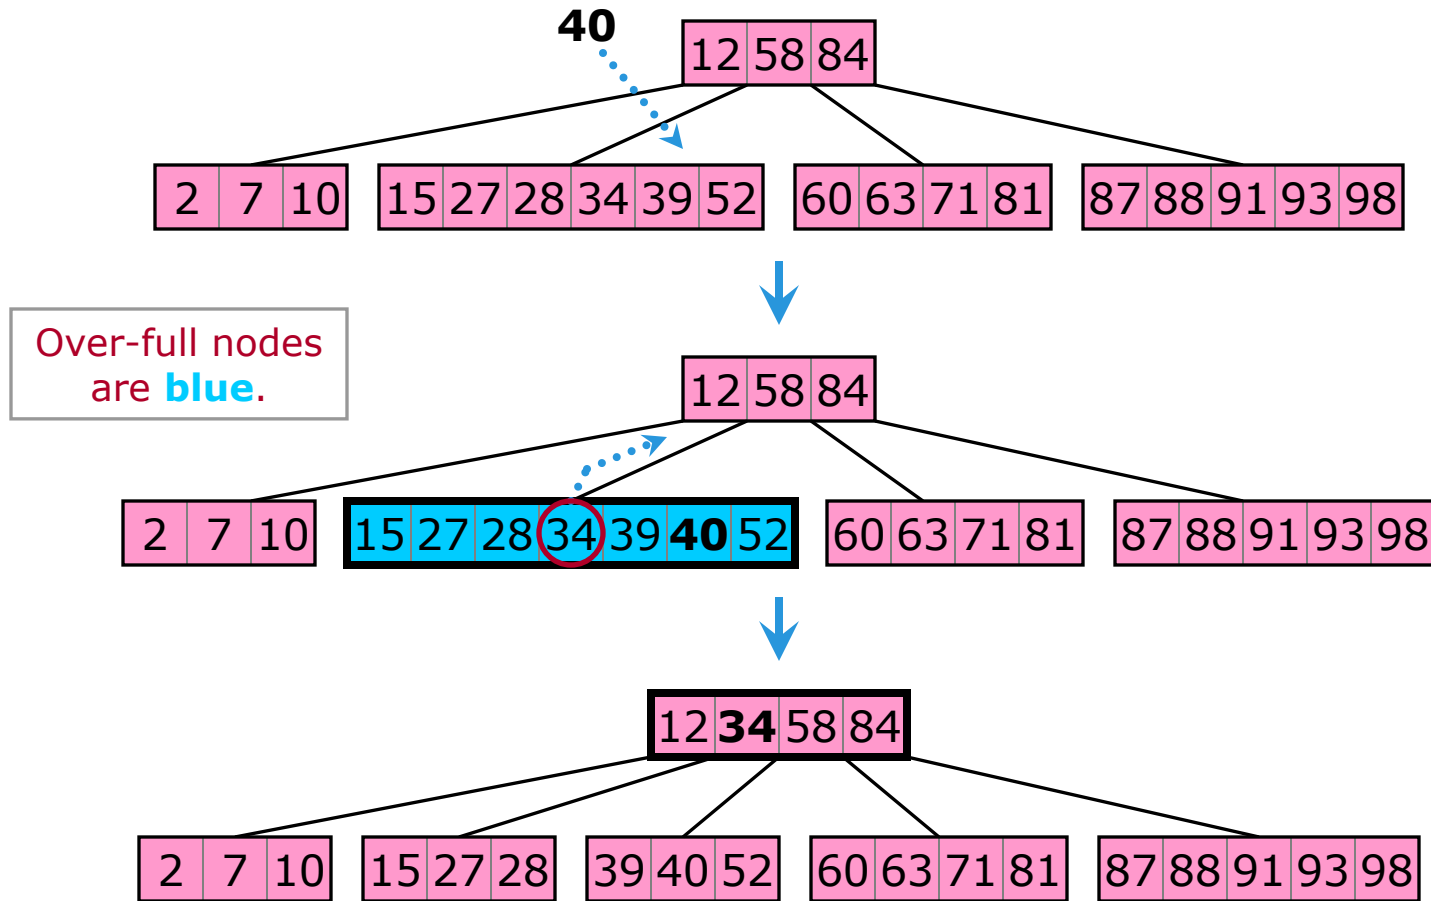 40
12 58 84
2 7 10 15 27 28 34 39 52 60 63 71 81 87 88 91 93 98
Over-full nodes
are blue.
12 58 84
2 7 10 15 27 28 34 39 40 52 60 63 71 81 87 88 91 93 98
12 34 58 84
2 7 10 15 27 28 39 40 52 60 63 71 81 87 88 91 93 98